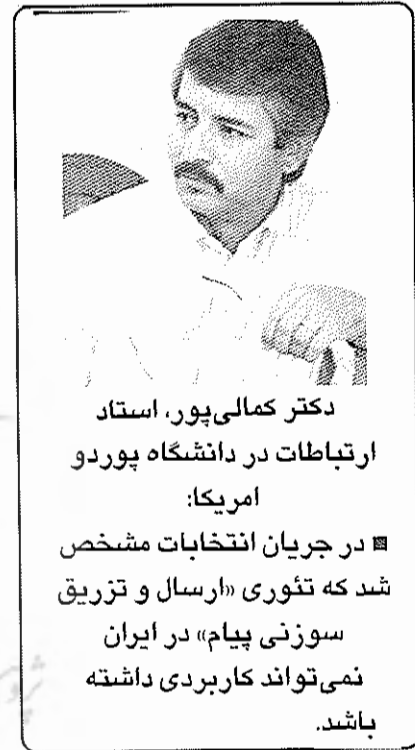 دکتر کمالی‌پور، استاد
ارتباطات در دانشگاه پوردو
امریکا:
▪ در جریان انتخابات مشخص
شد که تئوری «ارسال و تزریق
سوزنی پیام» در ایران
نمی‌تواند کاربردی داشته
باشد.